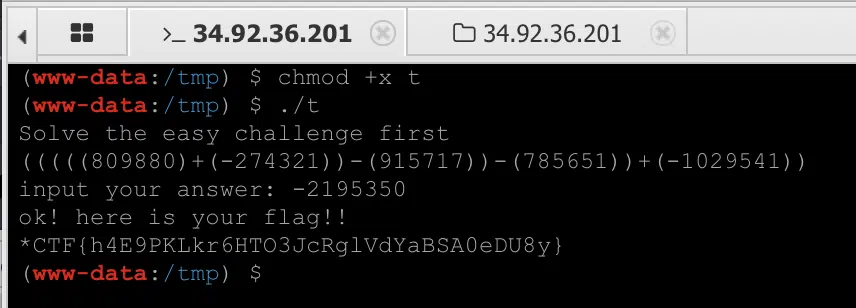 34.92.36.201 34.92.36.201
(www-data:/tmp) $ chmod +x t
(www-data:/tmp) $ ./t
Solve the easy challenge first
(((((809880)+(-274321))-(915717))-(785651))+(-1029541))
input your answer: -2195350
ok! here is your flag!!
*CTF{h4E9PKLkr6HTO3JcRglVdYaBSA0eDU8y}
(www-data:/tmp) $